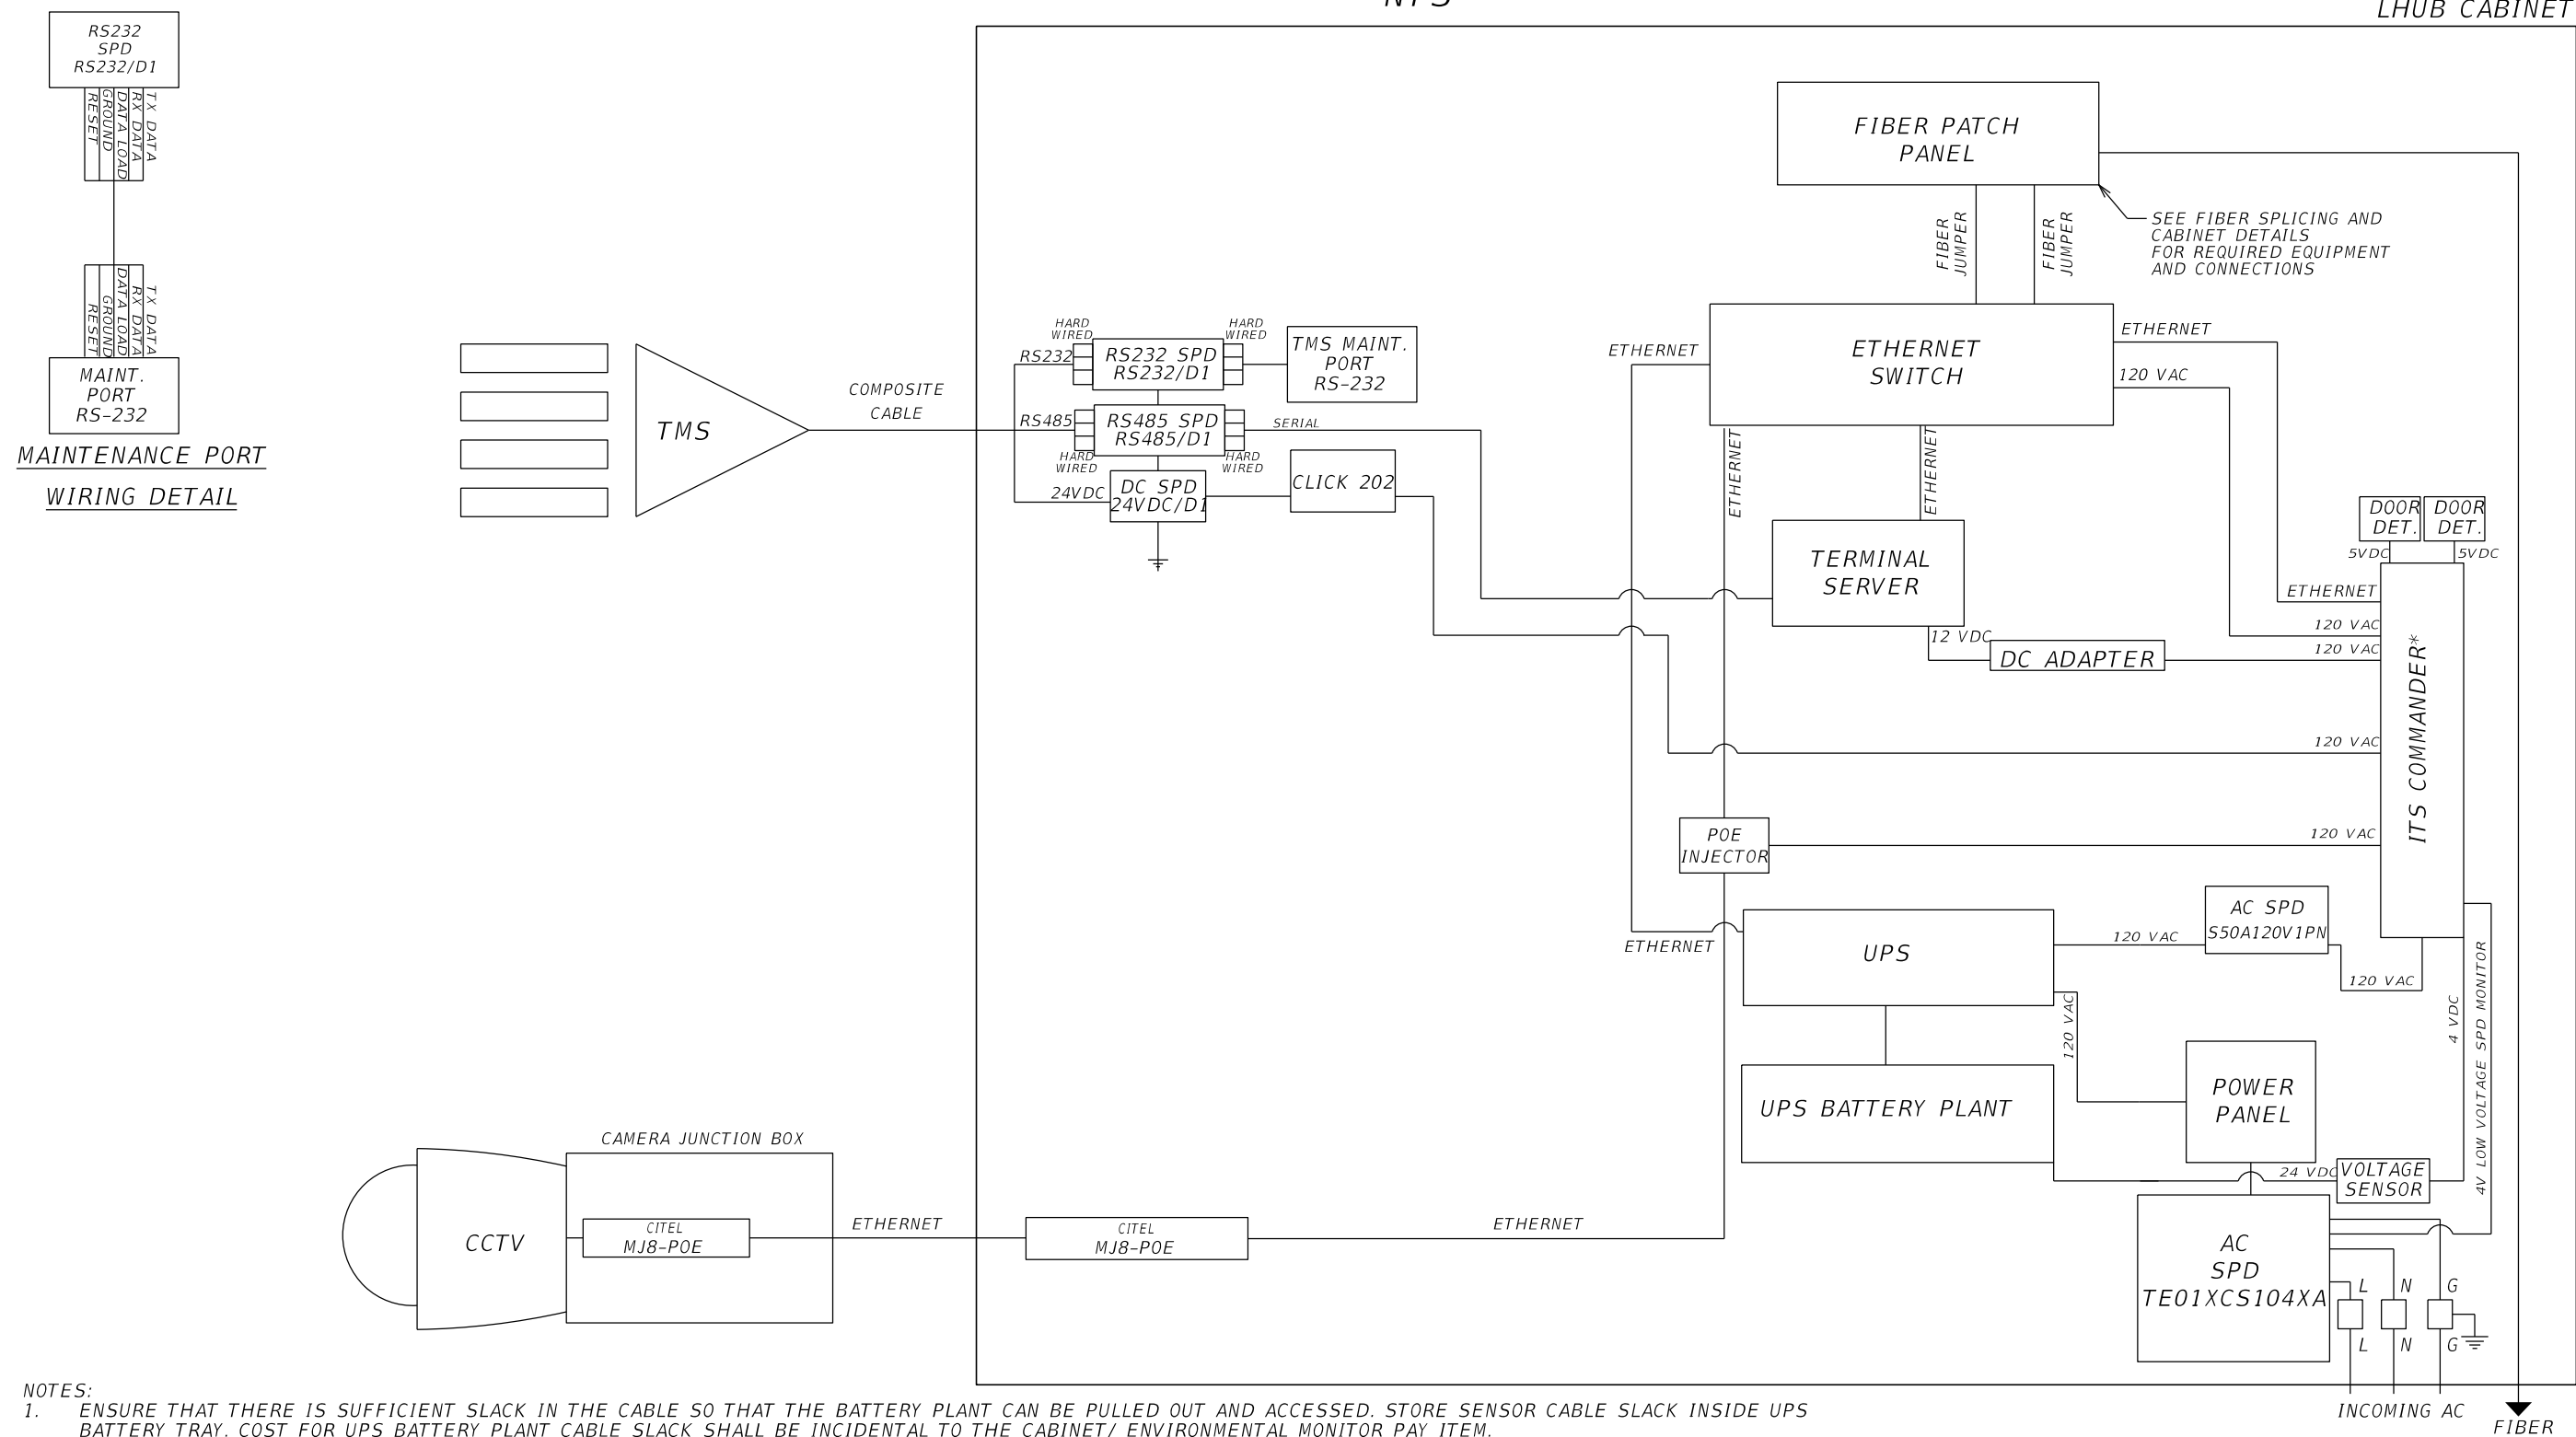 LHUB CABINET
RS232
SPD
RS232/D1
TX DATA
RX DATA
DATA LOAD
GROUND
RESET
TX DATA
RX DATA
DATA LOAD
GROUND
RESET
MAINT.
PORT
RS-232
MAINTENANCE PORT
WIRING DETAIL
TMS
COMPOSITE
CABLE
HARD
WIRED
HARD
WIRED
RS232
RS232 SPD
RS232/D1
TMS MAINT.
PORT
RS-232
RS485
RS485 SPD
RS485/D1
SERIAL
HARD
WIRED
HARD
WIRED
24VDC
DC SPD
24VDC/D1
CLICK 202
FIBER PATCH
PANEL
FIBER
JUMPER
FIBER
JUMPER
SEE FIBER SPLICING AND
CABINET DETAILS
FOR REQUIRED EQUIPMENT
AND CONNECTIONS
ETHERNET
ETHERNET
SWITCH
ETHERNET
120 VAC
ETHERNET
ETHERNET
TERMINAL
SERVER
12 VDC
DC ADAPTER
DOOR
DET.
DOOR
DET.
5VDC
5VDC
ETHERNET
120 VAC
120 VAC
120 VAC
120 VAC
ITS COMMANDER*
POE
INJECTOR
ETHERNET
UPS
120 VAC
AC SPD
S50A120V1PN
120 VAC
120 VAC
4 VDC
4V LOW VOLTAGE SPD MONITOR
UPS BATTERY PLANT
POWER
PANEL
24 VDC
VOLTAGE
SENSOR
AC
SPD
TE01XCS104XA
L
N
G
L
N
G
INCOMING AC
FIBER
CAMERA JUNCTION BOX
CCTV
CITEL
MJ8-POE
ETHERNET
CITEL
MJ8-POE
ETHERNET
NOTES:
1. ENSURE THAT THERE IS SUFFICIENT SLACK IN THE CABLE SO THAT THE BATTERY PLANT CAN BE PULLED OUT AND ACCESSED. STORE SENSOR CABLE SLACK INSIDE UPS
BATTERY TRAY. COST FOR UPS BATTERY PLANT CABLE SLACK SHALL BE INCIDENTAL TO THE CABINET/ ENVIRONMENTAL MONITOR PAY ITEM.